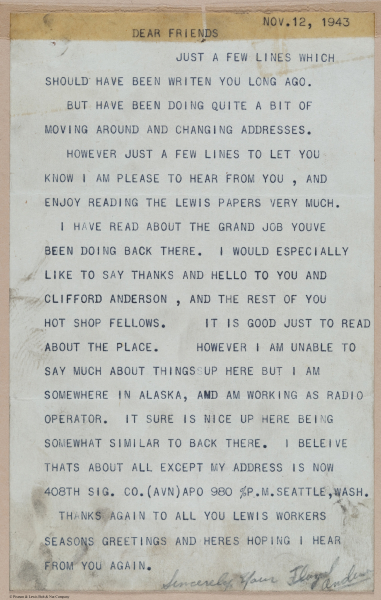 NOV.12, 1943
DEAR FRIENDS
JUST A FEW LINES WHICH
SHOULD HAVE BEEN WRITEN YOU LONG AGO.
BUT HAVE BEEN DOING QUITE A BIT OF
MOVING AROUND AND CHANGING ADDRESSES.
HOWEVER JUST A FEW LINES TO LET YOU
KNOW I AM PLEASE TO HEAR FROM YOU , AND
ENJOY READING THE LEWIS PAPERS VERY MUCH.
I HAVE READ ABOUT THE GRAND JOB YOUVE
BEEN DOING BACK THERE. I WOULD ESPECIALLY
LIKE TO SAY THANKS AND HELLO TO YOU AND
CLIFFORD ANDERSON , AND THE REST OF YOU
HOT SHOP FELLOWS. IT IS GOOD JUST TO READ
ABOUT THE PLACE. HOWEVER I AM UNABLE TO
SAY MUCH ABOUT THINGS UP HERE BUT I AM
SOMEWHERE IN ALASKA, AND AM WORKING AS RADIO
OPERATOR. IT SURE IS NICE UP HERE BEING
SOMEWHAT SIMILAR TO BACK THERE. I BELEIVE
THATS ABOUT ALL EXCEPT MY ADDRESS IS NOW
408TH SIG. CO.(AVN)APO 980 %P.M.SEATTLE,WASH.
THANKS AGAIN TO ALL YOU LEWIS WORKERS
SEASONS GREETINGS AND HERES HOPING I HEAR
FROM YOU AGAIN.
Sincerely Your Floyd